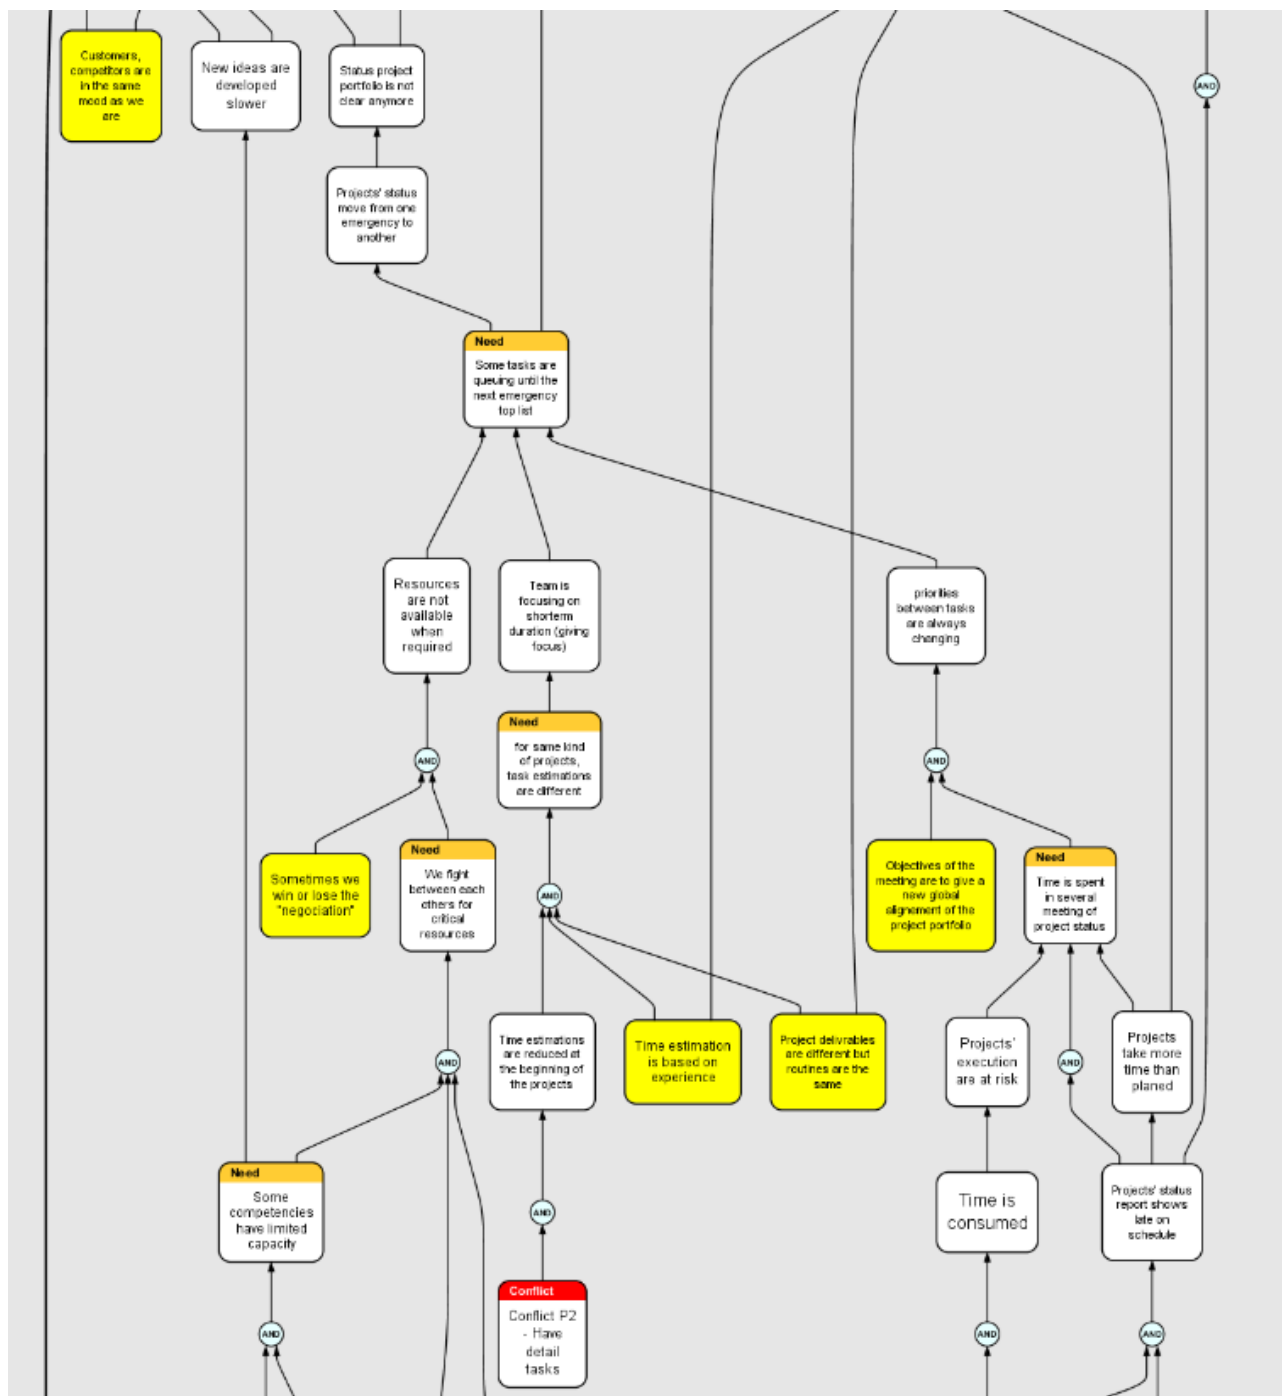 Customers,
competitors are
in the same
mood as we
are
New ideas are
developed
slower
Status project
portfolio is not
clear anymore
AND
Projects' status
move from one
emergency to
another
Need
Some tasks are
queuing until the
next emergency
top list
Resources
are not
available
when
required
Team is
focusing on
shorterm
duration (giving
focus)
priorities
between tasks
are always
changing
Need
for same kind
of projects,
task estimations
are different
AND
AND
Sometimes we
win or lose the
"negociation"
Need
We fight
between each
others for
critical
resources
AND
Objectives of the
meeting are to give a
new global
alignement of the
project portfolio
Need
Time is spent
in several
meeting of
project status
Time estimations
are reduced at
the beginning of
the projects
Time estimation
is based on
experience
Project delivrables
are different but
routines are the
same
Projects'
execution
are at risk
Projects
take more
time than
planed
AND
AND
Need
Some
competencies
have limited
capacity
AND
Time is
consumed
Projects' status
report shows
late on
schedule
Conflict
Conflict P2
- Have
detail
tasks
AND
AND
AND